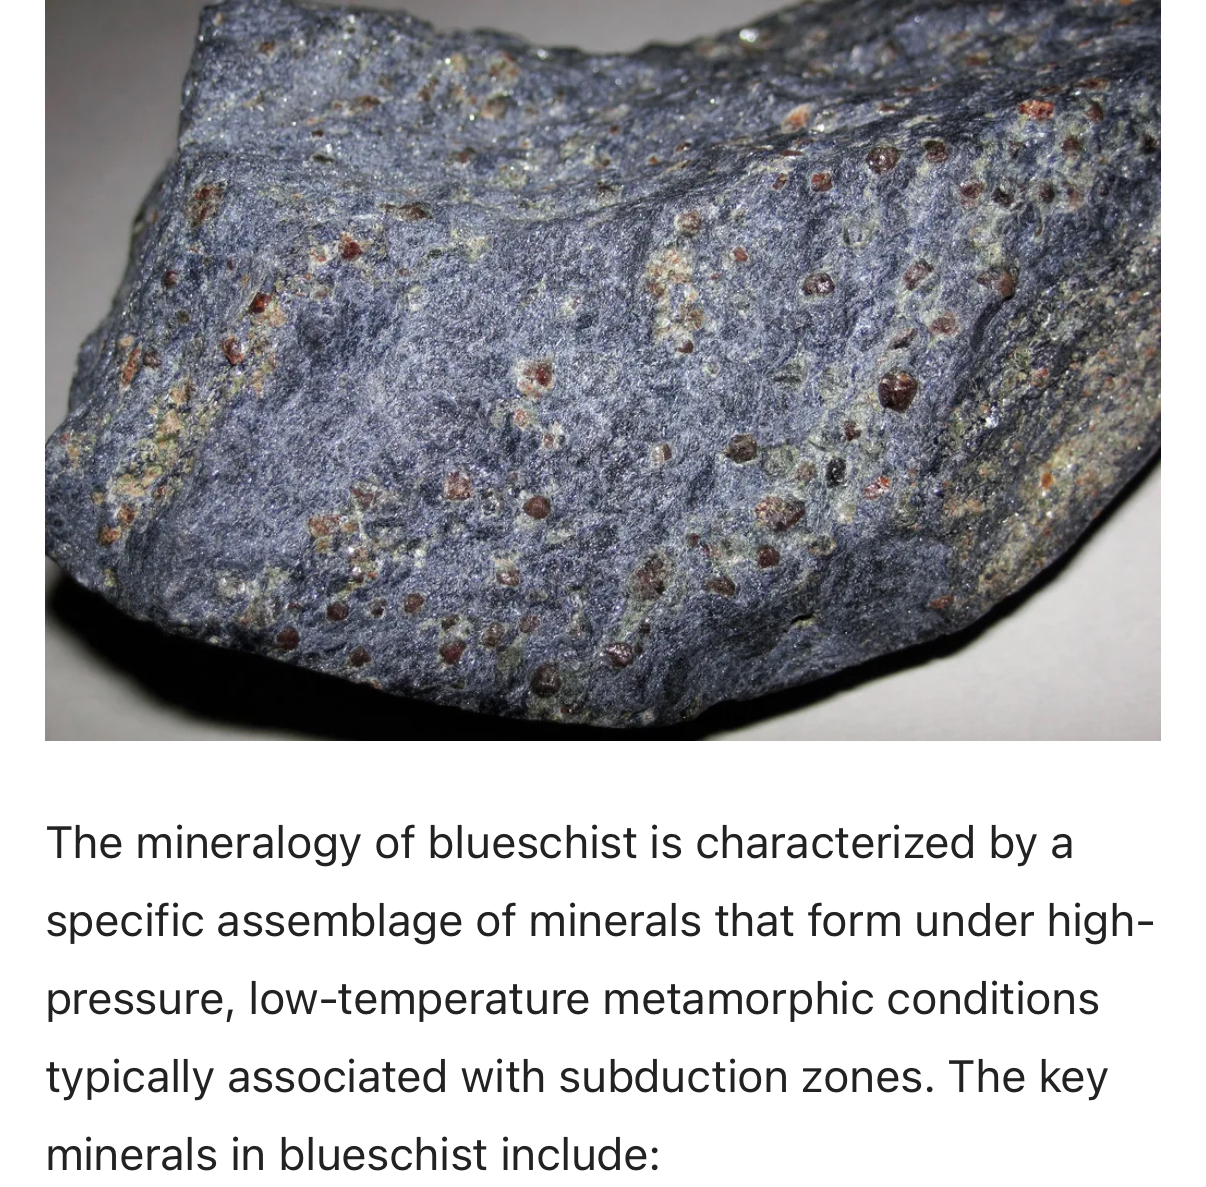 The mineralogy of blueschist is characterized by a
specific assemblage of minerals that form under high-
pressure, low-temperature metamorphic conditions
typically associated with subduction zones. The key
minerals in blueschist include: